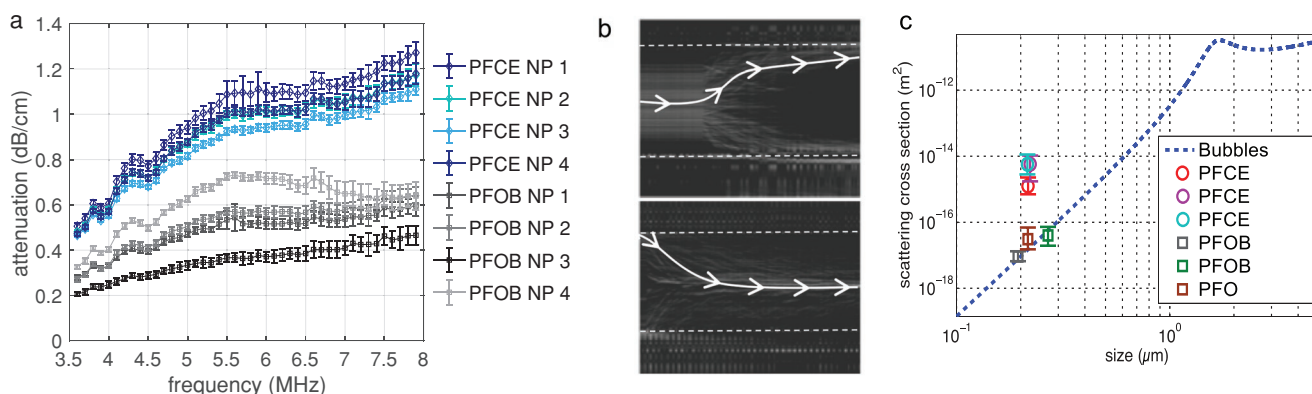 a
1.4
1.2
1
0.8
0.6
0.4
0.2
0
attenuation (dB/cm)
3.5 4 4.5 5 5.5 6 6.5 7 7.5 8
frequency (MHz)
PFCE NP 1
PFCE NP 2
PFCE NP 3
PFCE NP 4
PFOB NP 1
PFOB NP 2
PFOB NP 3
PFOB NP 4
b
c
scattering cross section (m²)
10⁻¹²
10⁻¹⁴
10⁻¹⁶
10⁻¹⁸
10⁻¹ 10⁰
size (μm)
Bubbles
PFCE
PFCE
PFCE
PFOB
PFOB
PFO